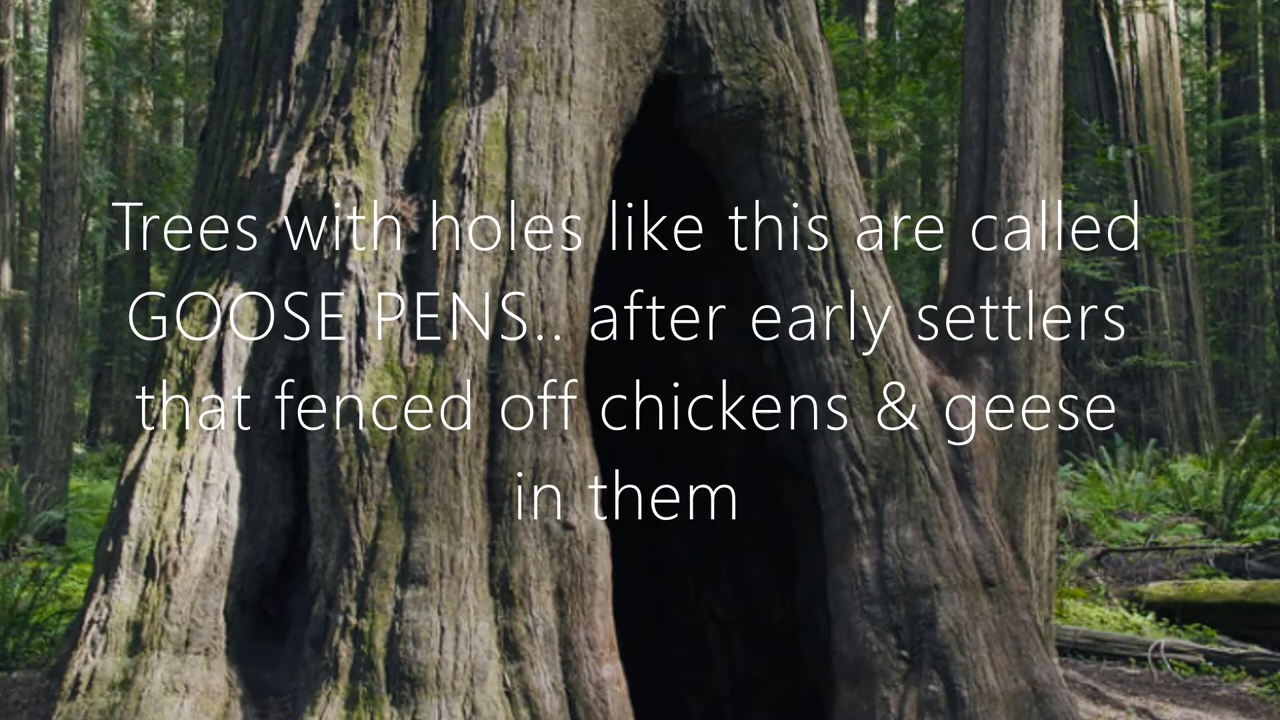 Trees with holes like this are called
GOOSE PENS.. after early settlers
that fenced off chickens & geese
in them